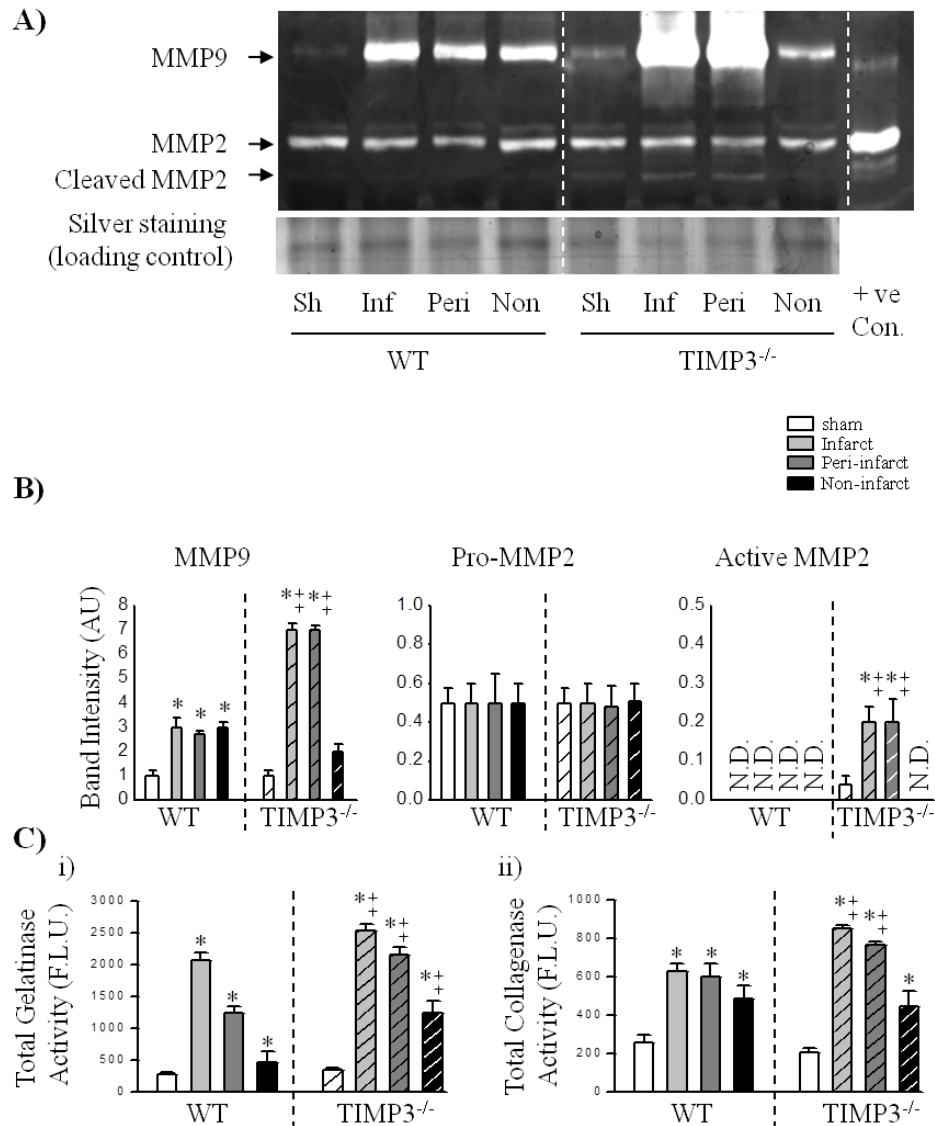 A)
MMP9
MMP2
Cleaved MMP2
Silver staining
(loading control)
Sh Inf Peri Non Sh Inf Peri Non + ve
Con.
WT TIMP3-/-
sham
Infarct
Peri-infarct
Non-infarct
B)
MMP9 Pro-MMP2 Active MMP2
Band Intensity (AU)
8
7
6
5
4
3
2
1
0
* * * *‡ *‡
WT TIMP3-/-
1.0
0.8
0.6
0.4
0.2
0.0
WT TIMP3-/-
0.5
0.4
0.3
0.2
0.1
0.0
N.D. N.D. N.D. N.D. *‡ *‡ N.D.
WT TIMP3-/-
C)
i)
Total Gelatinase
Activity (F.L.U.)
3000
2500
2000
1500
1000
500
0
* * * *‡ *‡ *‡
WT TIMP3-/-
ii)
Total Collagenase
Activity (F.L.U.)
1000
800
600
400
200
0
* * * *‡ *‡ *
WT TIMP3-/-